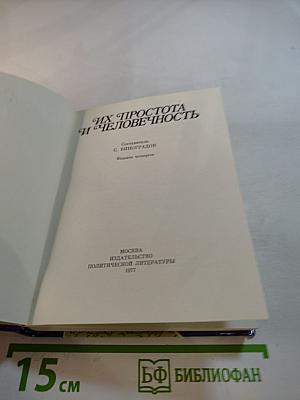 ИХ ПРОСТОТА
И ЧЕЛОВЕЧНОСТЬ
Составитель
С. ВИНОГРАДОВ
Издание четвертое
МОСКВА
ИЗДАТЕЛЬСТВО
ПОЛИТИЧЕСКОЙ ЛИТЕРАТУРЫ
1977
15 см
БФ БИБЛИОФАН